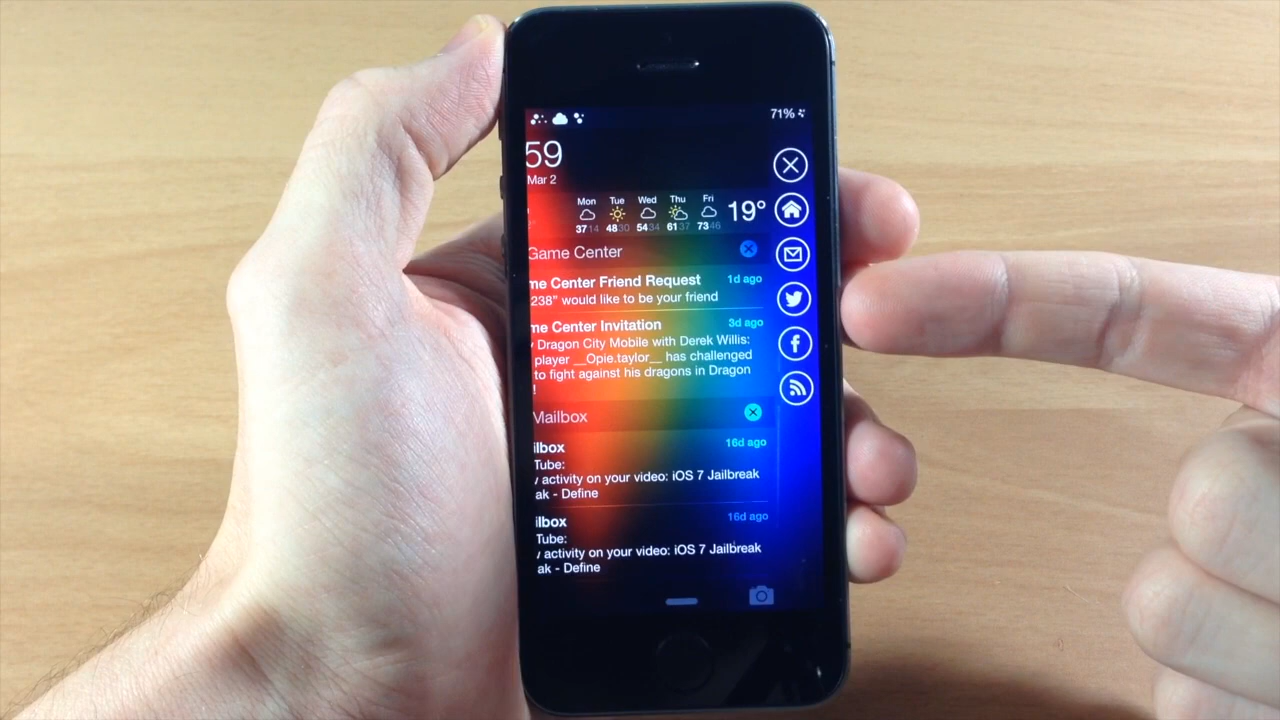 71%
59
Mar 2
Mon Tue Wed Thu Fri
19°
37 14 48 30 54 34 61 37 73 46
Game Center
me Center Friend Request 1d ago
238" would like to be your friend
me Center Invitation 3d ago
Dragon City Mobile with Derek Willis:
player __Opie.taylor__ has challenged
to fight against his dragons in Dragon
!
Mailbox
ilbox 16d ago
Tube:
activity on your video: iOS 7 Jailbreak
ak - Define
ilbox 16d ago
Tube:
activity on your video: iOS 7 Jailbreak
ak - Define